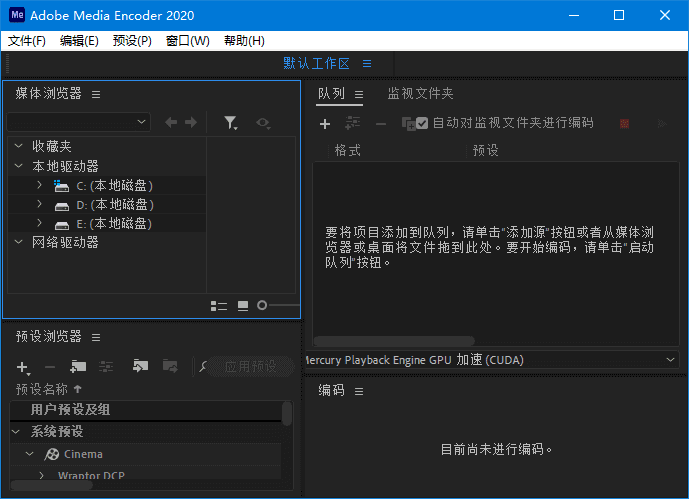 Me Adobe Media Encoder 2020
文件(F) 编辑(E) 预设(P) 窗口(W) 帮助(H)
默认工作区
媒体浏览器
收藏夹
本地驱动器
C: (本地磁盘)
D: (本地磁盘)
E: (本地磁盘)
网络驱动器
队列 监视文件夹
自动对监视文件夹进行编码
格式 预设
要将项目添加到队列，请单击"添加源"按钮或者从媒体浏
览器或桌面将文件拖到此处。要开始编码，请单击"启动
队列"按钮。
Mercury Playback Engine GPU 加速 (CUDA)
预设浏览器
应用预设
预设名称
用户预设及组
系统预设
Cinema
Wraptor DCP
编码
目前尚未进行编码。